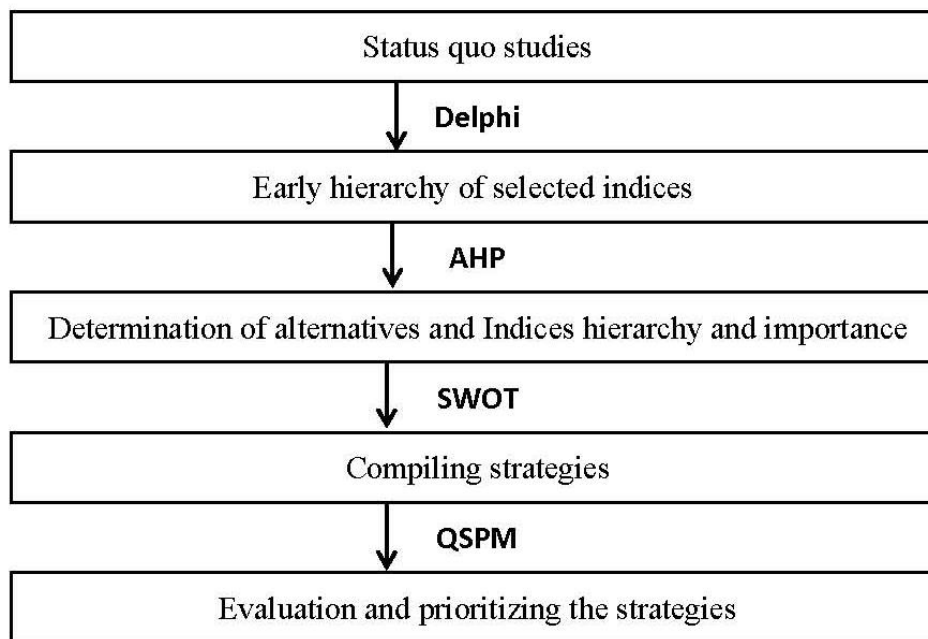 Status quo studies
Delphi
Early hierarchy of selected indices
AHP
Determination of alternatives and Indices hierarchy and importance
SWOT
Compiling strategies
QSPM
Evaluation and prioritizing the strategies